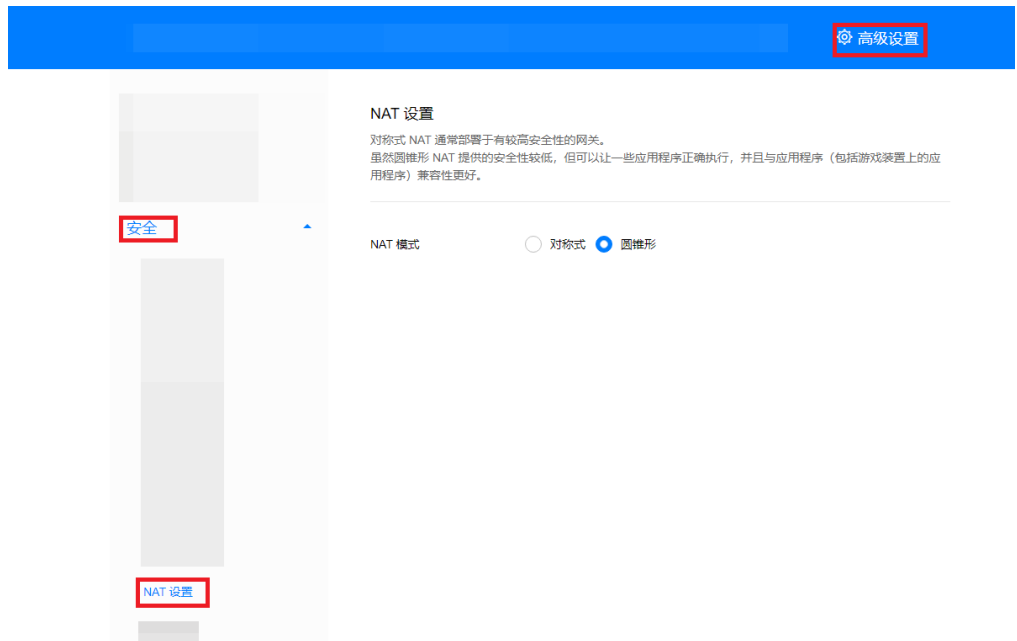 高级设置
NAT 设置
对称式 NAT 通常部署于有较高安全性的网关。
虽然圆锥形 NAT 提供的安全性较低，但可以让一些应用程序正确执行，并且与应用程序（包括游戏装置上的应
用程序）兼容性更好。
安全
NAT 模式 对称式 圆锥形
NAT 设置